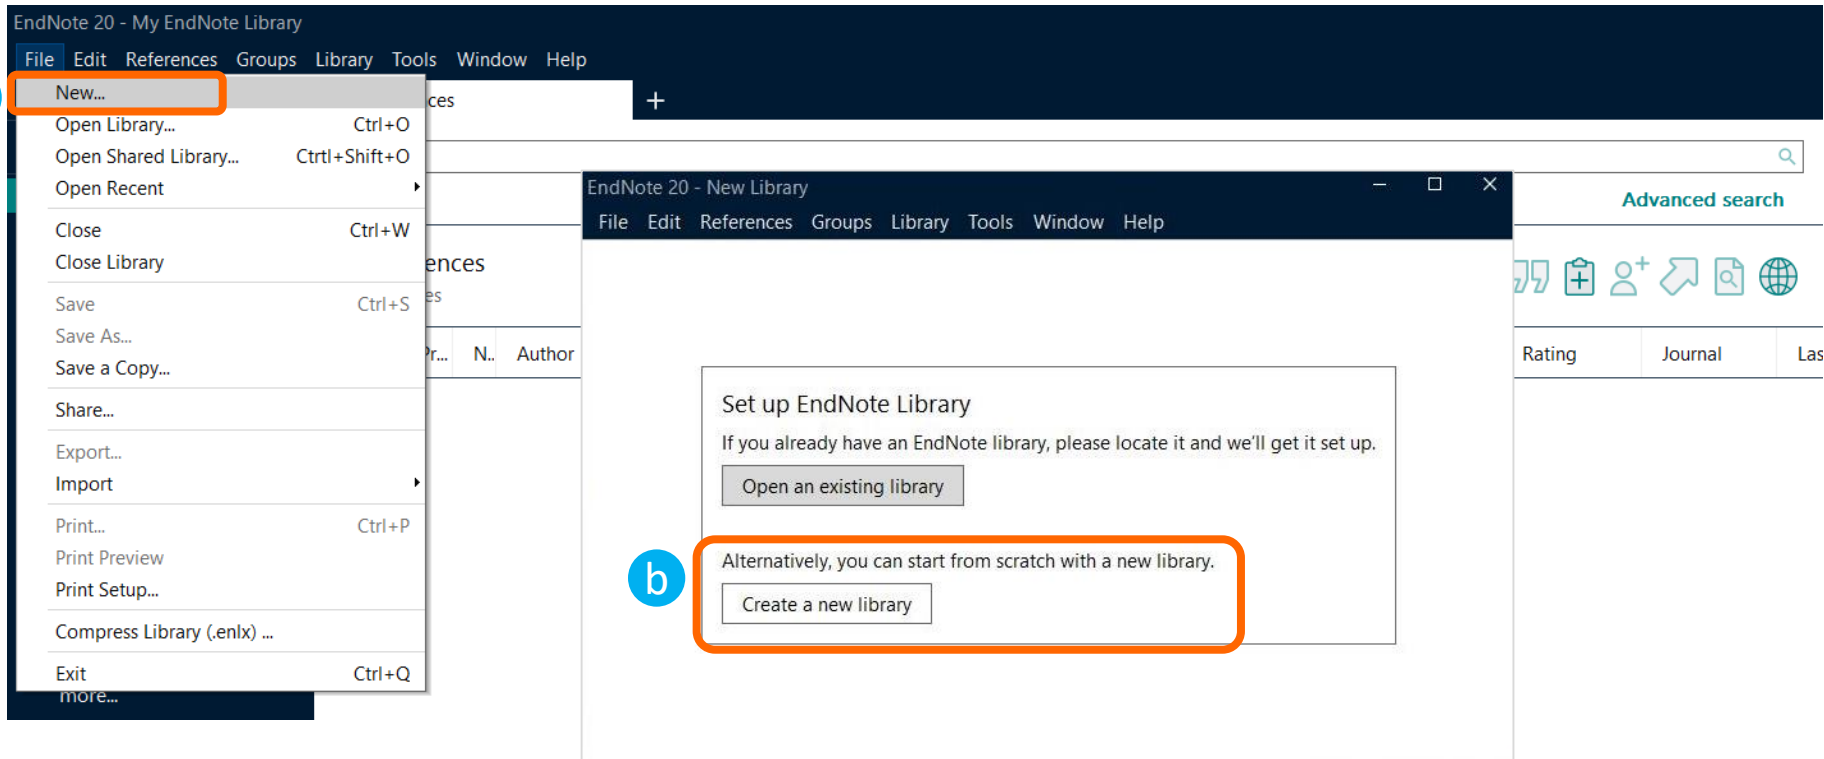 EndNote 20 - My EndNote Library
File Edit References Groups Library Tools Window Help
New...
ces
+
Open Library... Ctrl+O
Open Shared Library... Ctrtl+Shift+O
Open Recent
Close Ctrl+W
Close Library
ences
Save Ctrl+S
es
Save As...
Pr... N.. Author
Save a Copy...
Share...
Export...
Import
Print... Ctrl+P
Print Preview
Print Setup...
Compress Library (.enlx) ...
Exit Ctrl+Q
more...
EndNote 20 - New Library
File Edit References Groups Library Tools Window Help
Set up EndNote Library
If you already have an EndNote library, please locate it and we'll get it set up.
Open an existing library
b
Alternatively, you can start from scratch with a new library.
Create a new library
Advanced search
Rating Journal Las